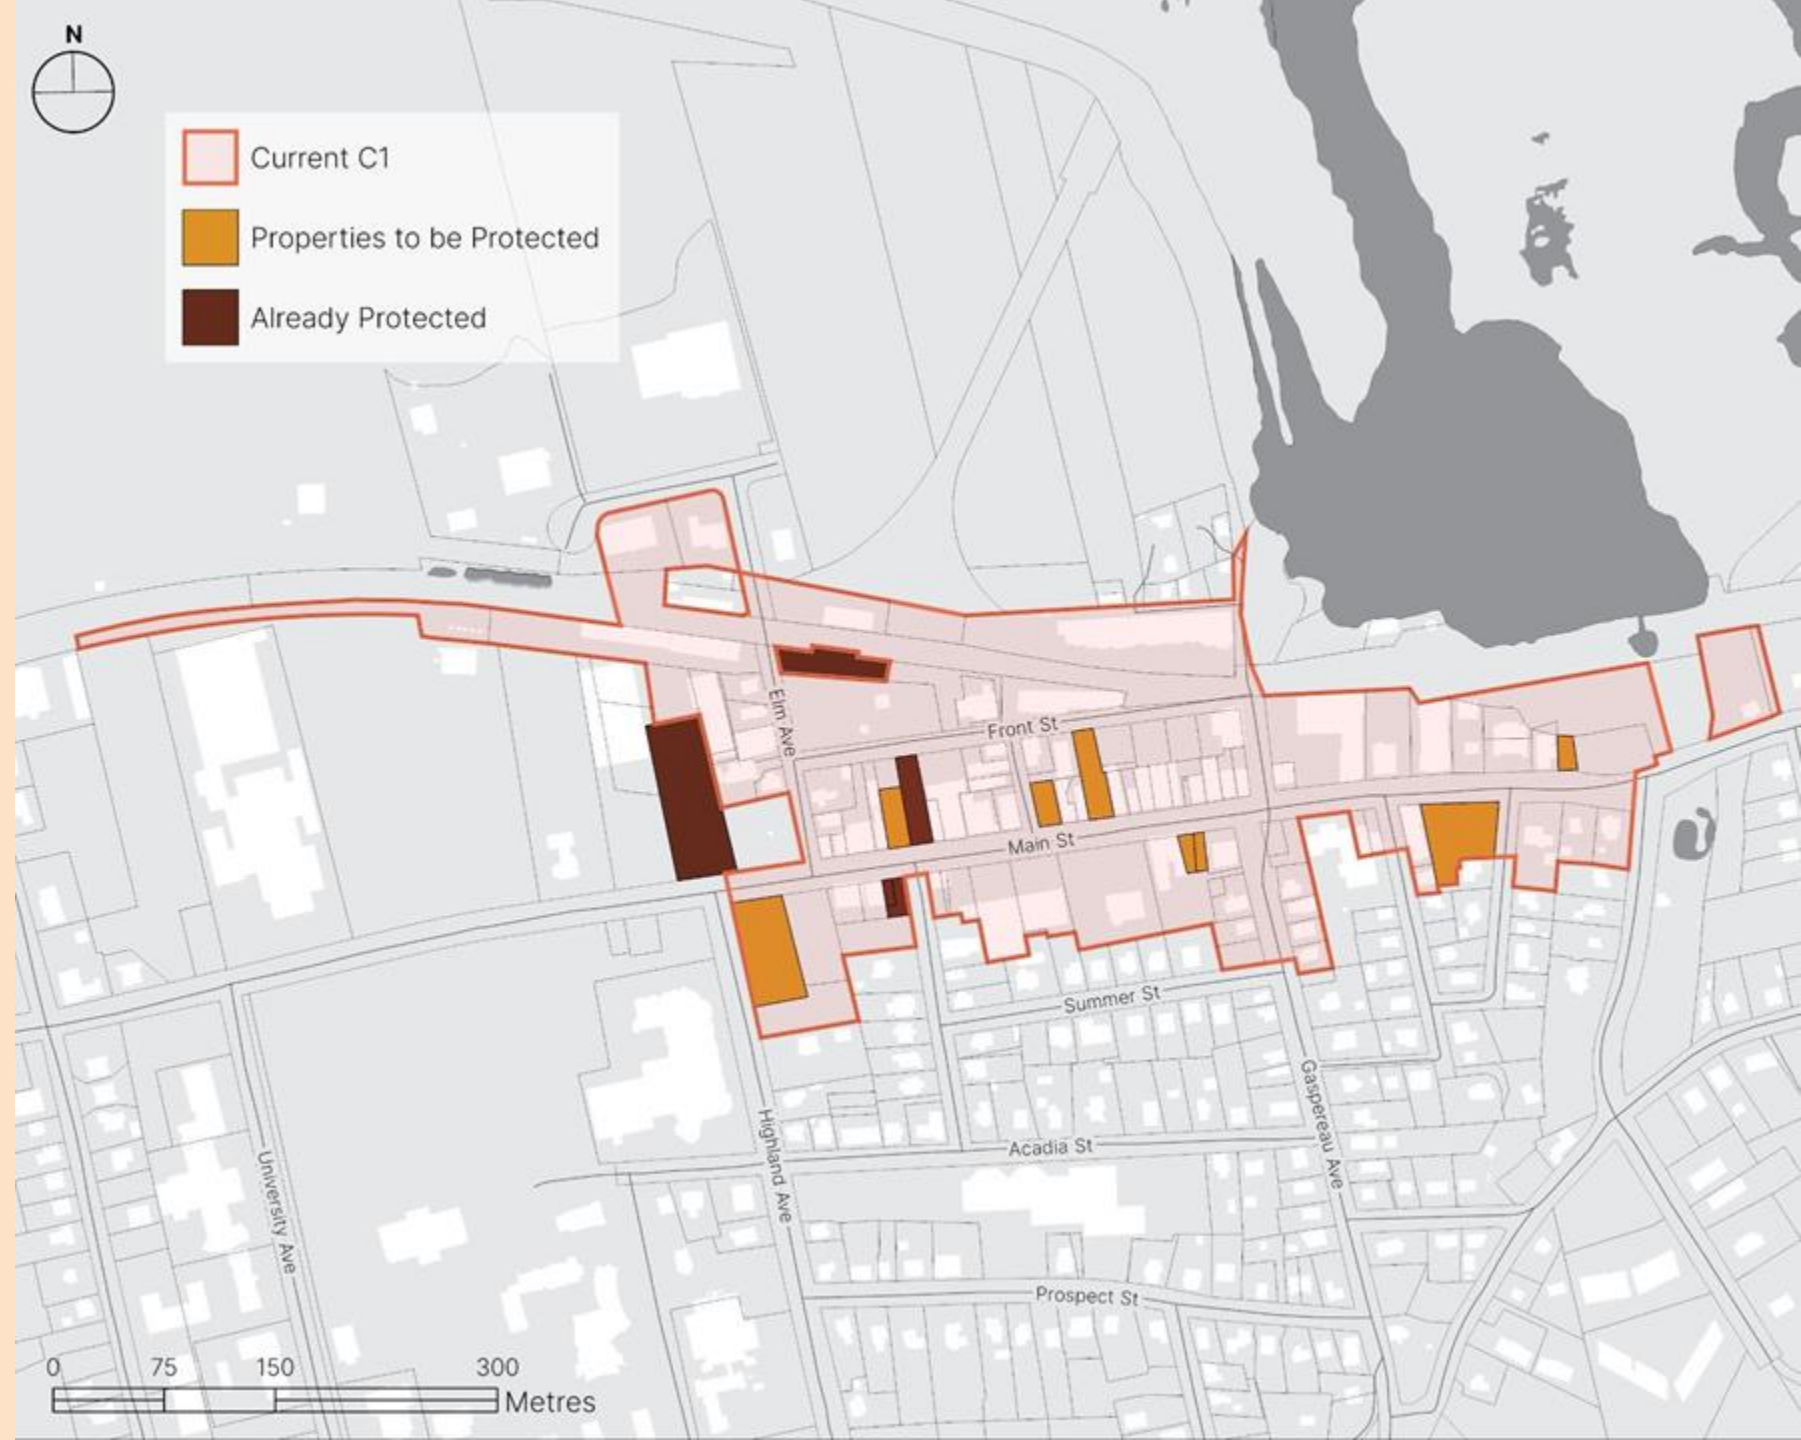 N
Current C1
Properties to be Protected
Already Protected
Elm Ave
Front St
Main St
Summer St
Gaspereau Ave
Highland Ave
Acadia St
University Ave
Prospect St
0 75 150 300
Metres